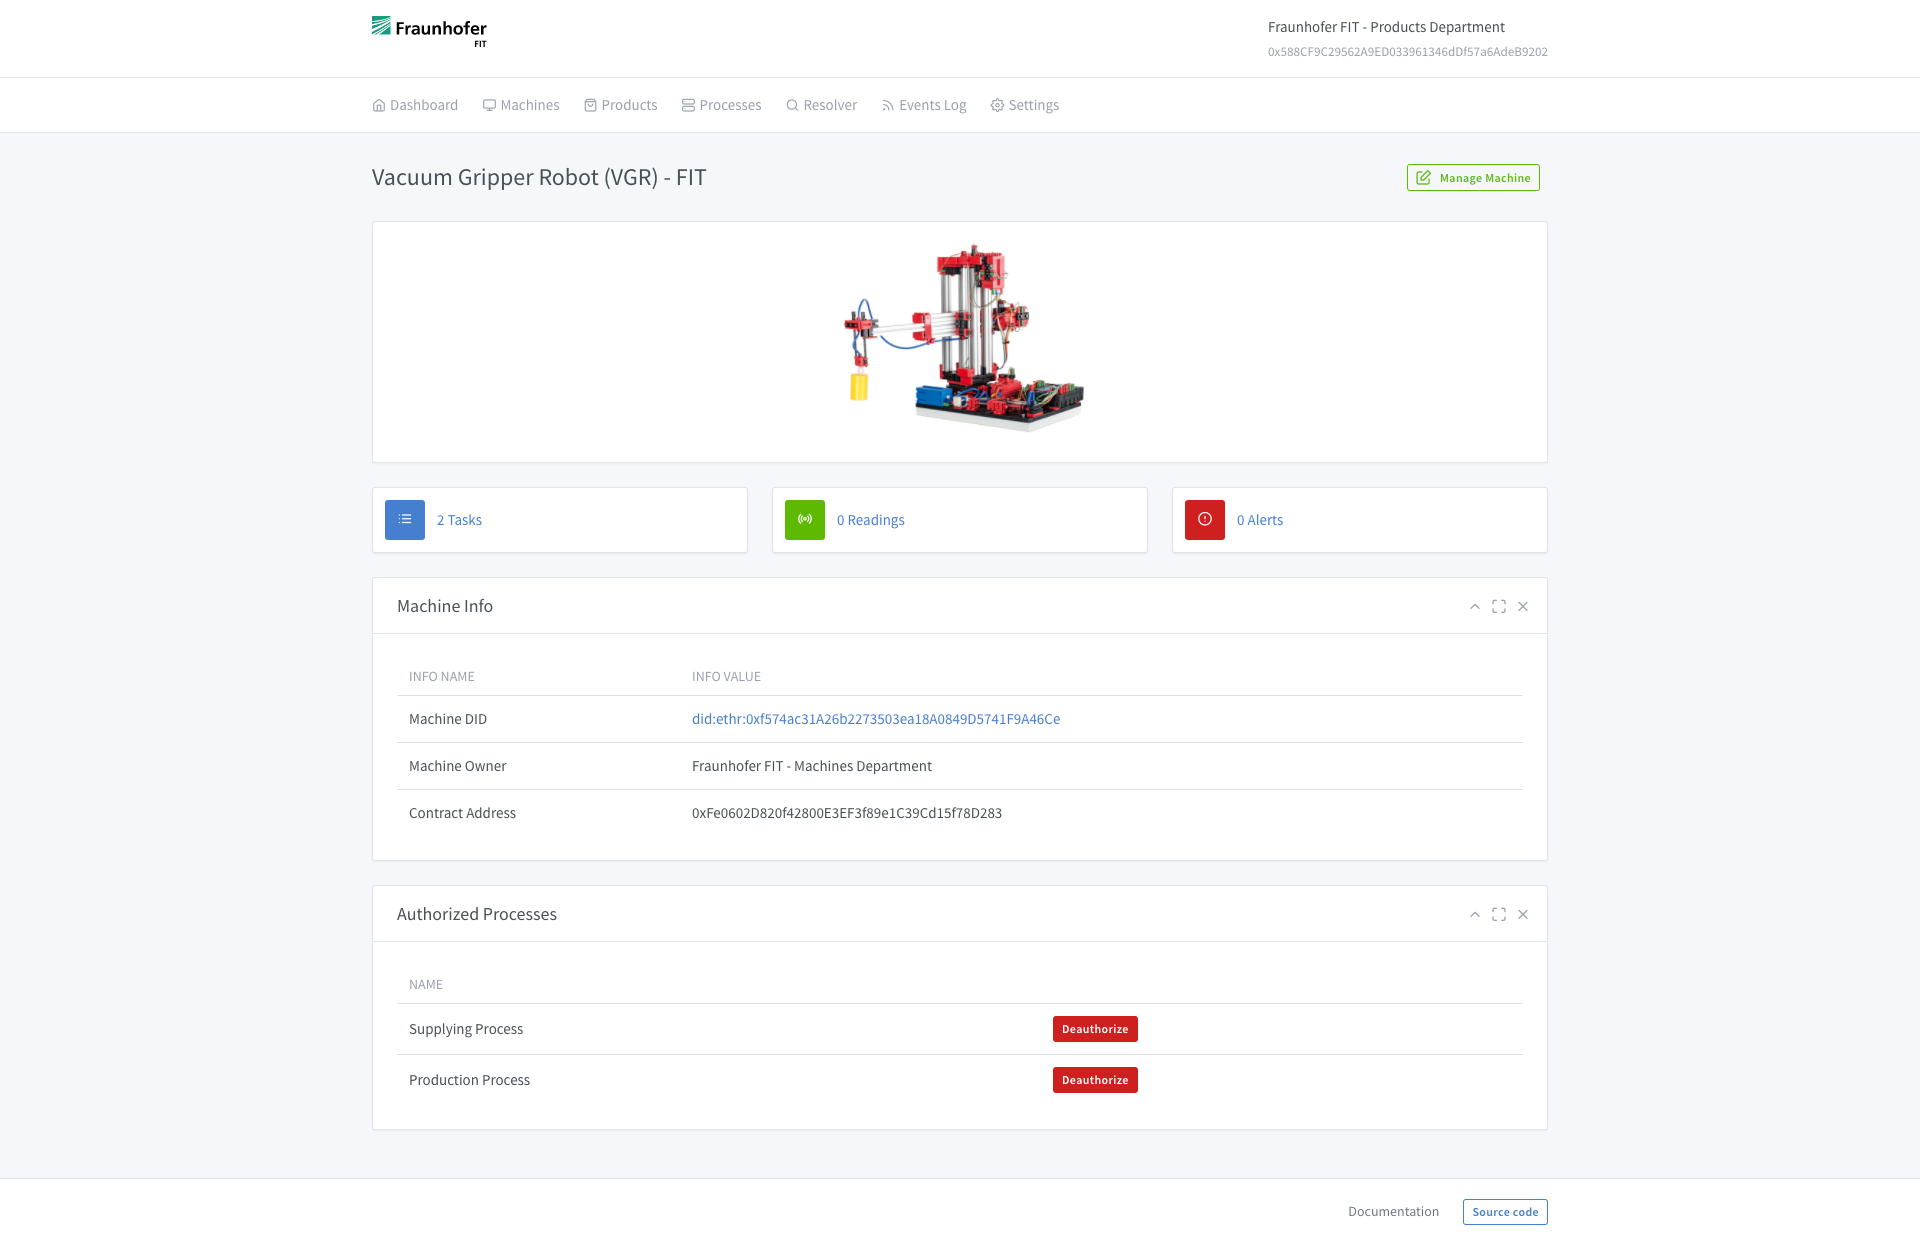 Fraunhofer
FIT
Fraunhofer FIT - Products Department
0x588CF9C29562A9ED033961346dDf57a6AdeB9202
Dashboard Machines Products Processes Resolver Events Log Settings
Vacuum Gripper Robot (VGR) - FIT
Manage Machine
2 Tasks
0 Readings
0 Alerts
Machine Info
INFO NAME INFO VALUE
Machine DID did:ethr:0xf574ac31A26b2273503ea18A0849D5741F9A46Ce
Machine Owner Fraunhofer FIT - Machines Department
Contract Address 0xFe0602D820f42800E3EF3f89e1C39Cd15f78D283
Authorized Processes
NAME
Supplying Process Deauthorize
Production Process Deauthorize
Documentation Source code